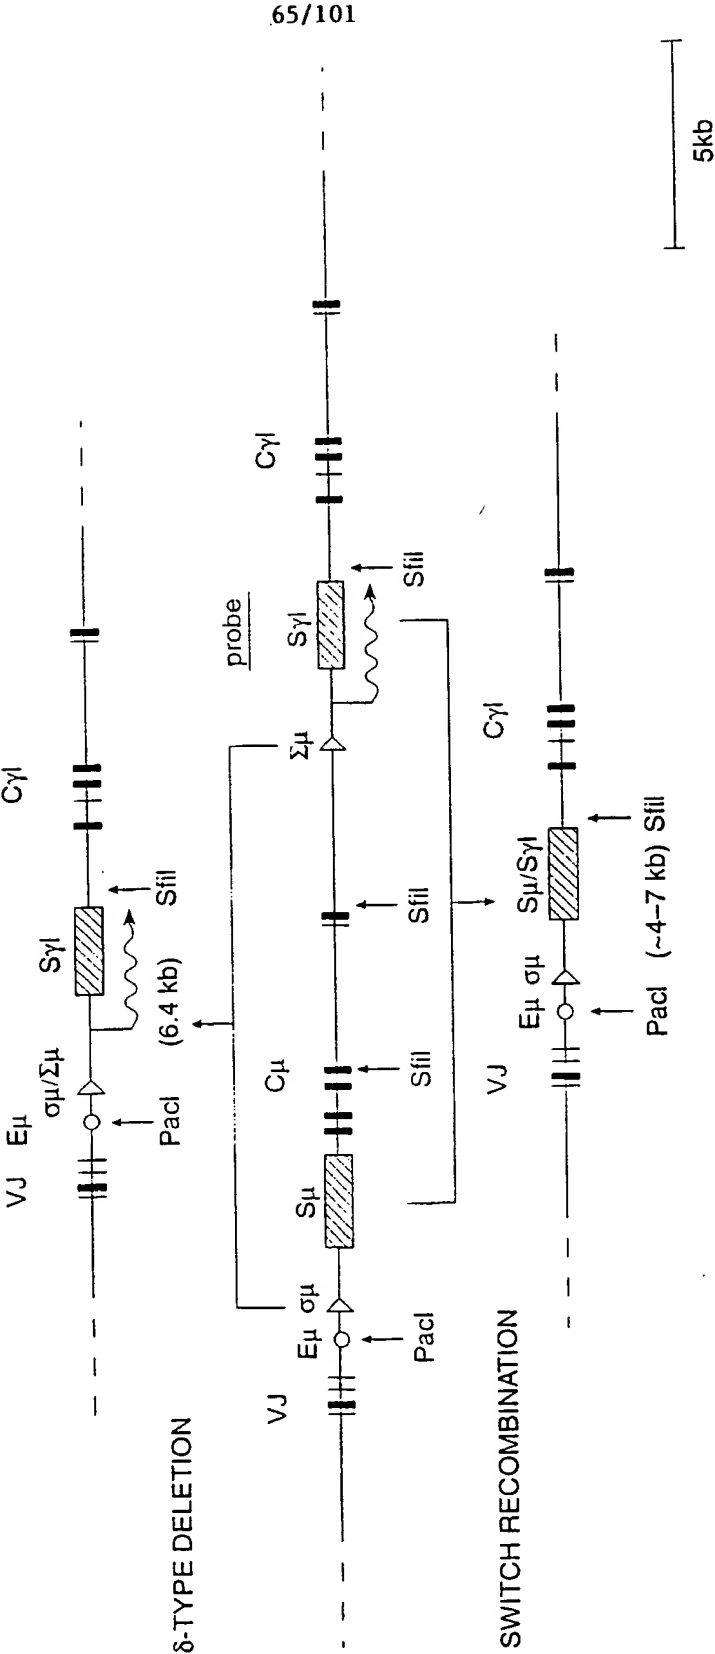 65/101
δ-TYPE DELETION
VJ Eμ σμ/Σμ Sγl Cγl
PacI (6.4 kb) SfiI
probe
VJ Eμ σμ Sμ Cμ Σμ Sγl Cγl
PacI SfiI SfiI SfiI
SWITCH RECOMBINATION
VJ Eμ σμ Sμ/Sγl Cγl
PacI (~4–7 kb) SfiI
5kb